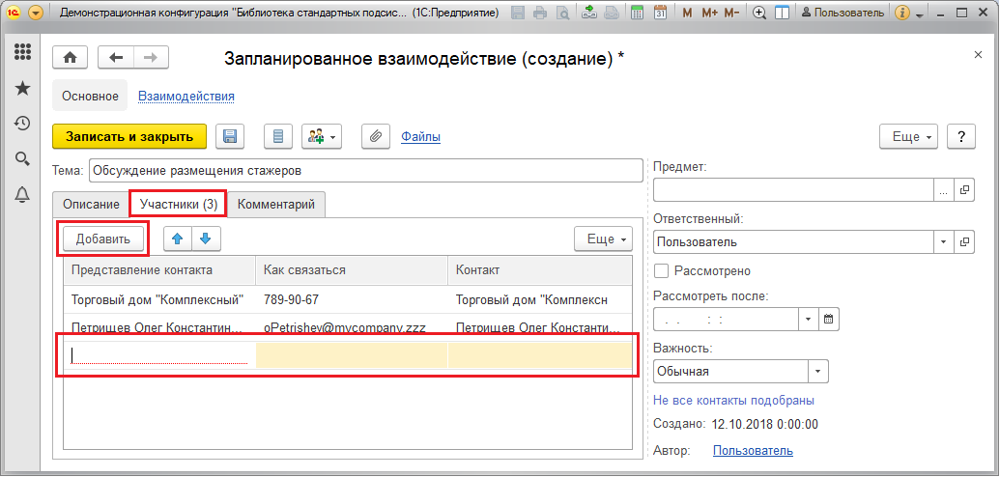 Демонстрационная конфигурация "Библиотека стандартных подсис... (1С:Предприятие)
M M+ M- Пользователь
Запланированное взаимодействие (создание) *
Основное Взаимодействия
Записать и закрыть Файлы Еще ?
Тема: Обсуждение размещения стажеров
Описание Участники (3) Комментарий
Добавить Еще
Представление контакта Как связаться Контакт
Торговый дом "Комплексный" 789-90-67 Торговый дом "Комплексн
Петрищев Олег Константин... oPetrishev@mycompany.zzz Петрищев Олег Константи...
Предмет:
...
Ответственный:
Пользователь
Рассмотрено
Рассмотреть после:
. . : :
Важность:
Обычная
Не все контакты подобраны
Создано: 12.10.2018 0:00:00
Автор: Пользователь